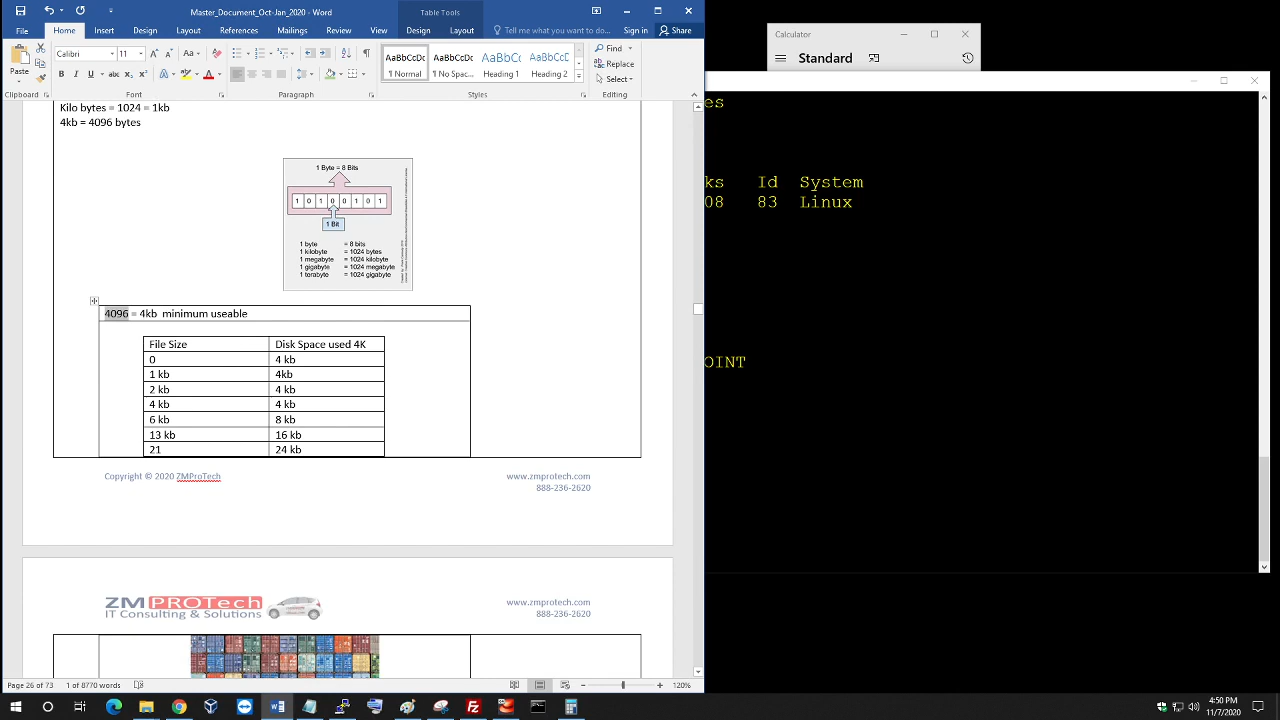 Master_Document_Oct_2020 - Word
Table Tools
File Home Insert Design Layout References Mailings Review View Design Layout Tell me what you want to do... Sign in Share
Calibri 11
Paste
Clipboard Font Paragraph Styles Editing
AaBbCcDc AaBbCcDc AaBbCc AaBbCcC
¶ Normal ¶ No Spac... Heading 1 Heading 2
Find
Replace
Select
Kilo bytes = 1024 = 1kb
4kb = 4096 bytes
1 Byte = 8 Bits
1 0 1 0 0 1 0 1
1 Bit
1 byte = 8 bits
1 kilobyte = 1024 bytes
1 megabyte = 1024 kilobyte
1 gigabyte = 1024 megabyte
1 torabyte = 1024 gigabyte
4096 = 4kb minimum useable
File Size Disk Space used 4K
0 4 kb
1 kb 4kb
2 kb 4 kb
4 kb 4 kb
6 kb 8 kb
13 kb 16 kb
21 24 kb
Copyright © 2020 ZMProTech www.zmprotech.com
888-236-2620
ZMPROTech
IT Consulting & Solutions
www.zmprotech.com
888-236-2620
Page 26 of 73 1 of 8770 words 120%
Calculator
Standard
es
ks Id System
08 83 Linux
OINT
4:50 PM
11/7/2020